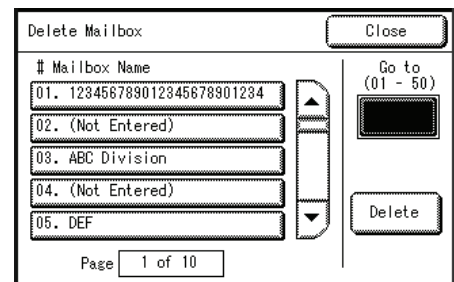 Delete Mailbox
Close
# Mailbox Name
Go to
(01 - 50)
01. 123456789012345678901234
02. (Not Entered)
03. ABC Division
04. (Not Entered)
05. DEF
Delete
Page 1 of 10